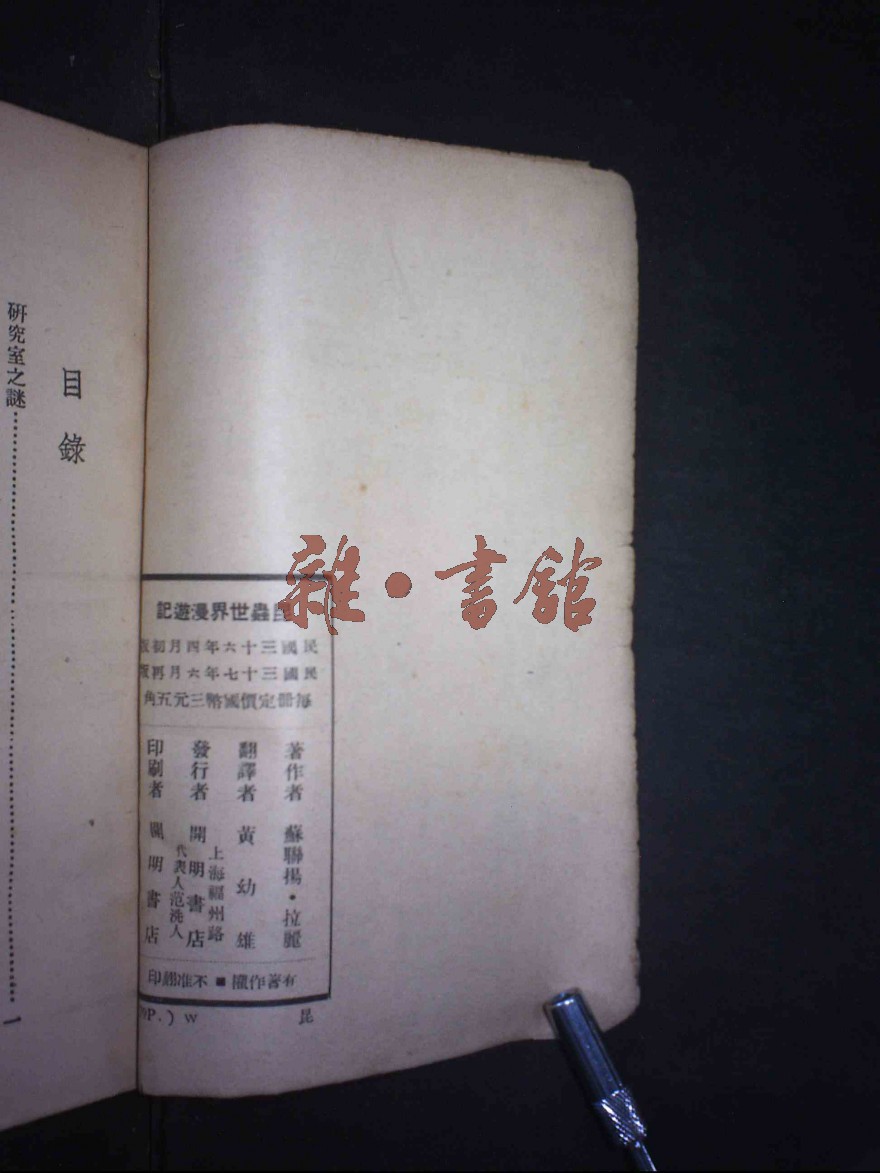 雜·書館
昆蟲世界漫遊記
民國三十六年四月初版
民國三十七年六月再版
每冊定價國幣三元五角
著作者 蘇聯揚·拉麗
翻譯者 黃幼雄
發行者 開明書店
上海福州路
代表人范洗人
印刷者 開明書店
有著作權■不准翻印
昆
P.) W
目錄
研究室之謎……一